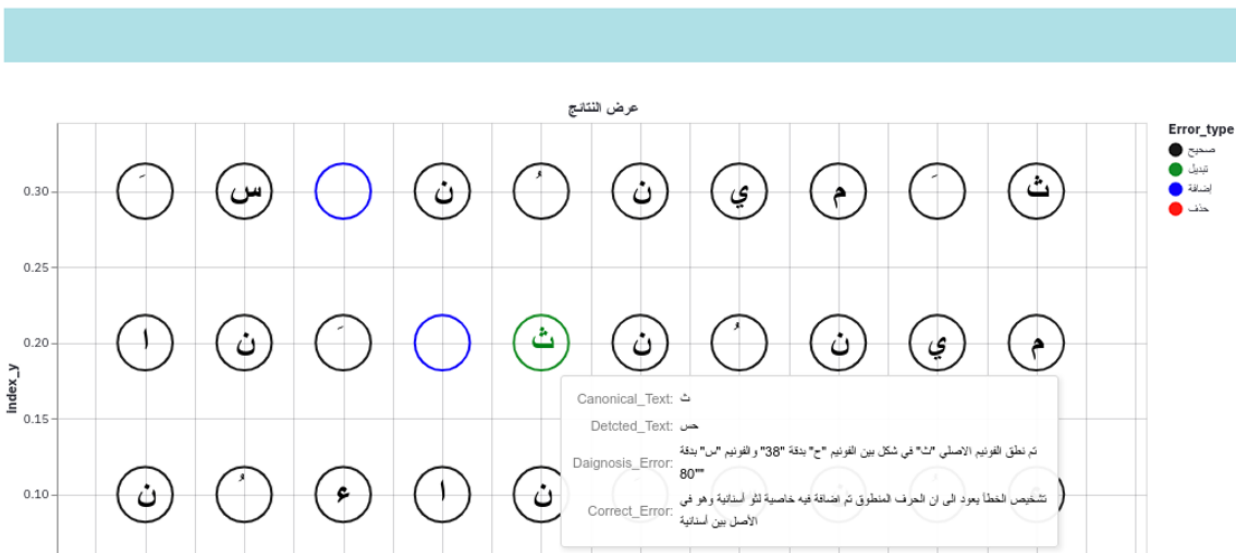 عرض النتائج
Error_type
صحيح
تبديل
إضافة
حذف
0.30
َ س ن ُ ن ي م َ ث
0.25
0.20
ا ن َ ث ن ُ ن ي م
Index_y
Canonical_Text: ث
Detcted_Text: حس
0.15
Daignosis_Error: تم نطق الفونيم الاصلي "ث" في شكل بين الفونيم "ح" بدقة "38" والفونيم "س" بدقة
80""
0.10
ن ُ ء ا ن
Correct_Error: تشخيص الخطأ يعود الى ان الحرف المنطوق تم اضافة فيه خاصية لثو أسنانية وهو في
الأصل بين أسنانية